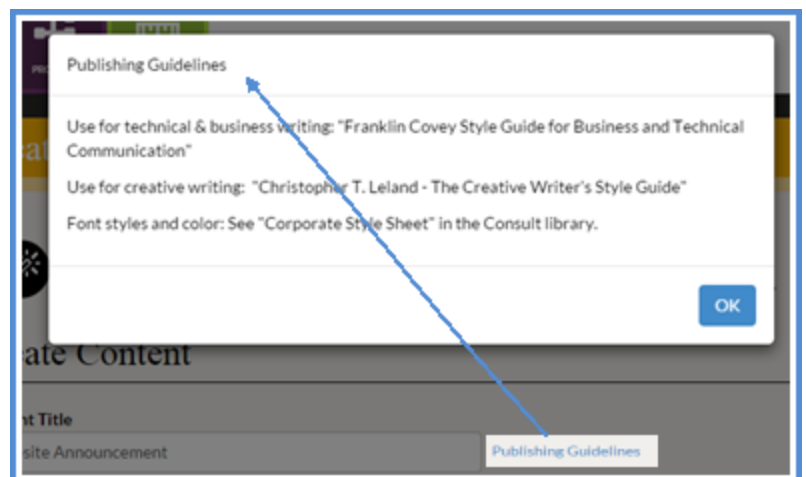 Publishing Guidelines
Use for technical & business writing: "Franklin Covey Style Guide for Business and Technical
Communication"
Use for creative writing:  "Christopher T. Leland - The Creative Writer's Style Guide"
Font styles and color: See "Corporate Style Sheet" in the Consult library.
OK
ate Content
nt Title
site Announcement
Publishing Guidelines